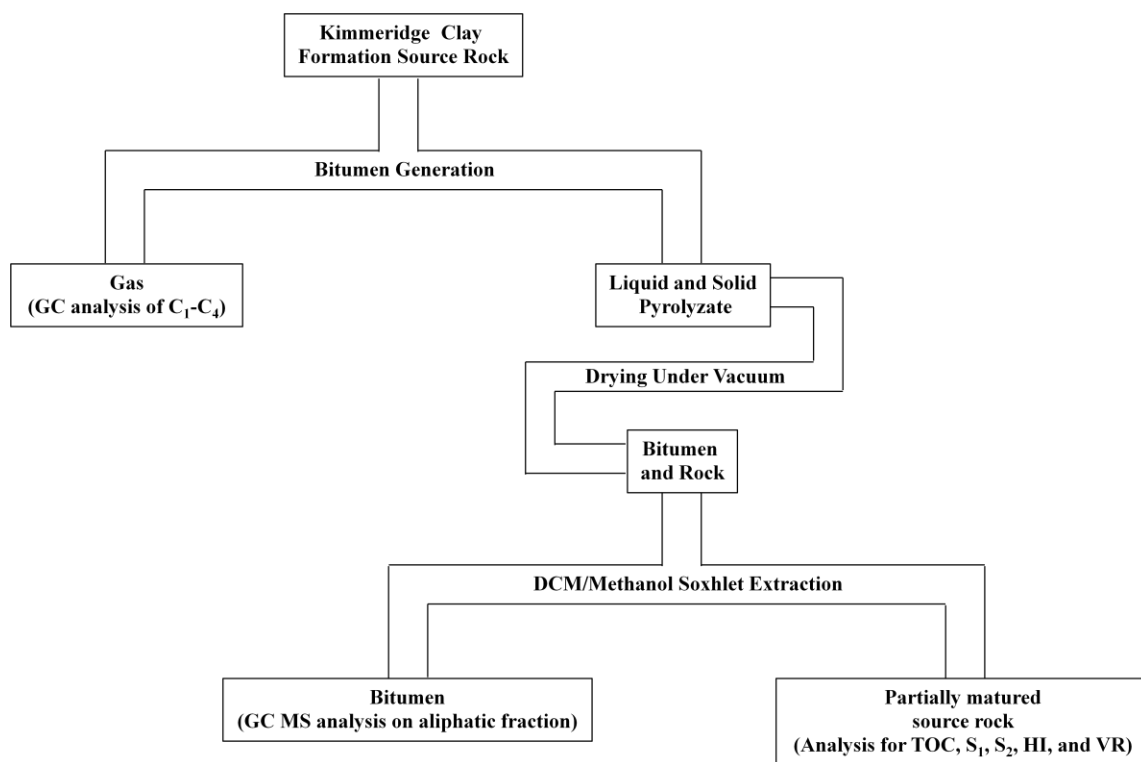 Kimmeridge Clay
Formation Source Rock
Bitumen Generation
Gas
(GC analysis of C₁-C₄)
Liquid and Solid
Pyrolyzate
Drying Under Vacuum
Bitumen
and Rock
DCM/Methanol Soxhlet Extraction
Bitumen
(GC MS analysis on aliphatic fraction)
Partially matured
source rock
(Analysis for TOC, S₁, S₂, HI, and VR)